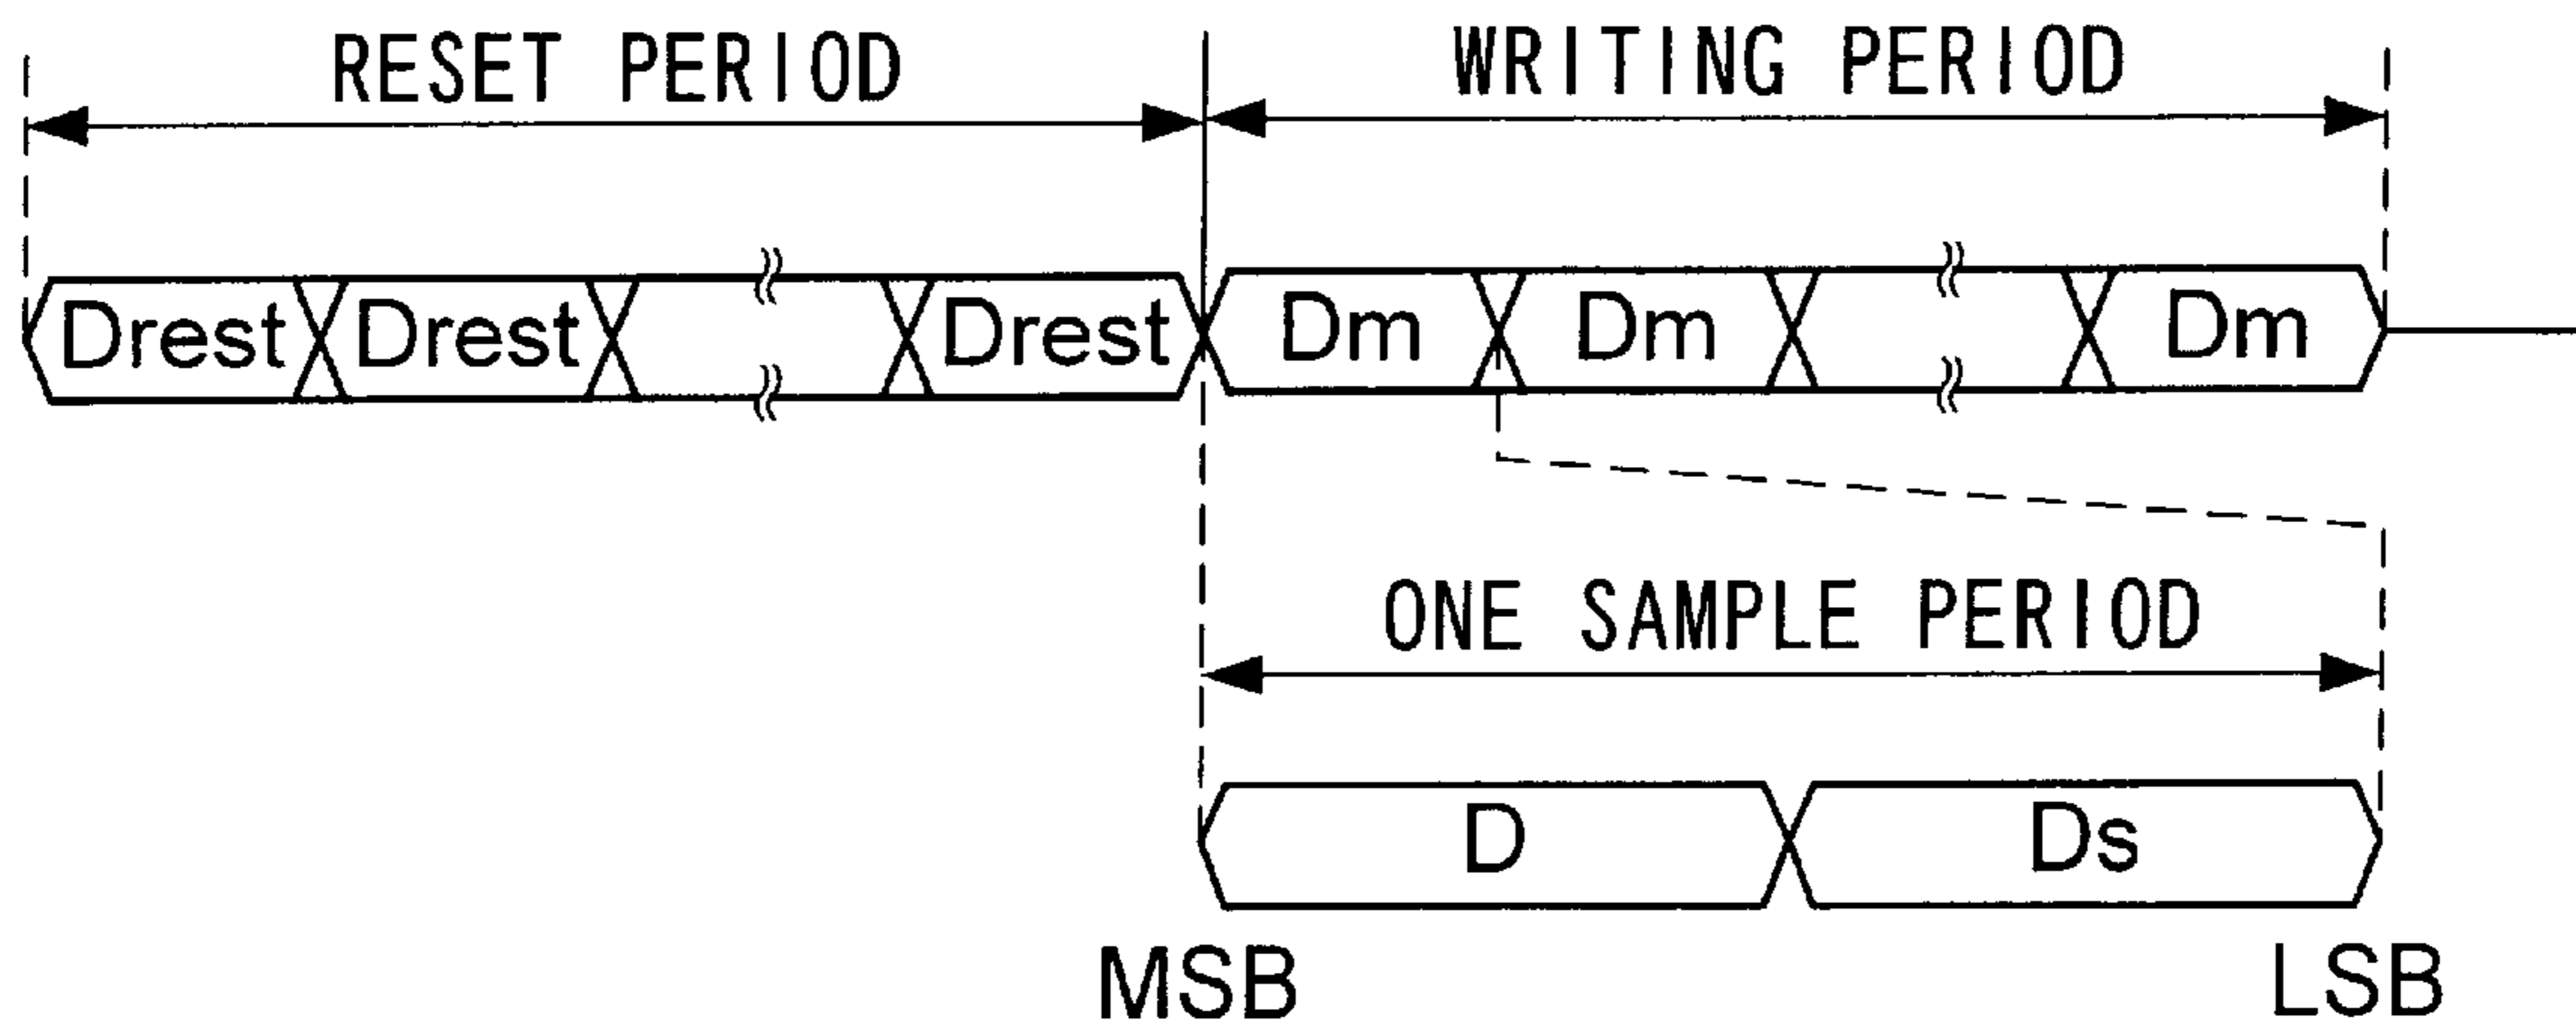 RESET PERIOD WRITING PERIOD
Drest Drest Drest Dm Dm Dm
ONE SAMPLE PERIOD
D Ds
MSB LSB